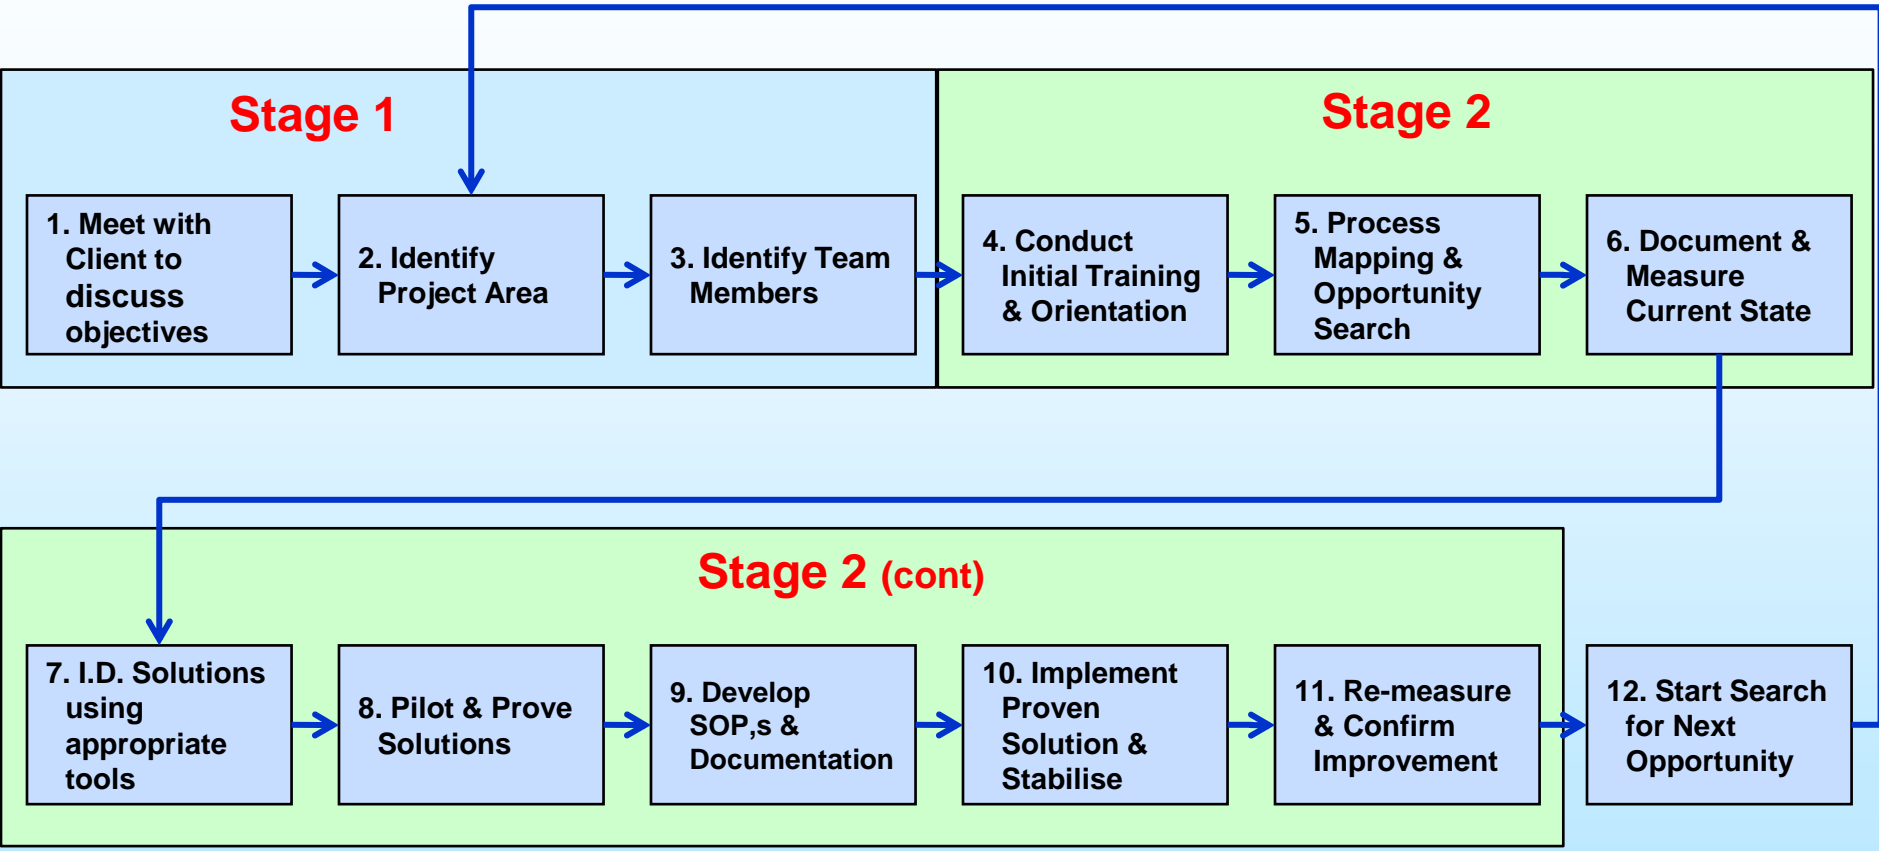 Stage 1
Stage 2
1. Meet with
Client to
discuss
objectives
2. Identify
Project Area
3. Identify Team
Members
4. Conduct
Initial Training
& Orientation
5. Process
Mapping &
Opportunity
Search
6. Document &
Measure
Current State
Stage 2 (cont)
7. I.D. Solutions
using
appropriate
tools
8. Pilot & Prove
Solutions
9. Develop
SOP,s &
Documentation
10. Implement
Proven
Solution &
Stabilise
11. Re-measure
& Confirm
Improvement
12. Start Search
for Next
Opportunity